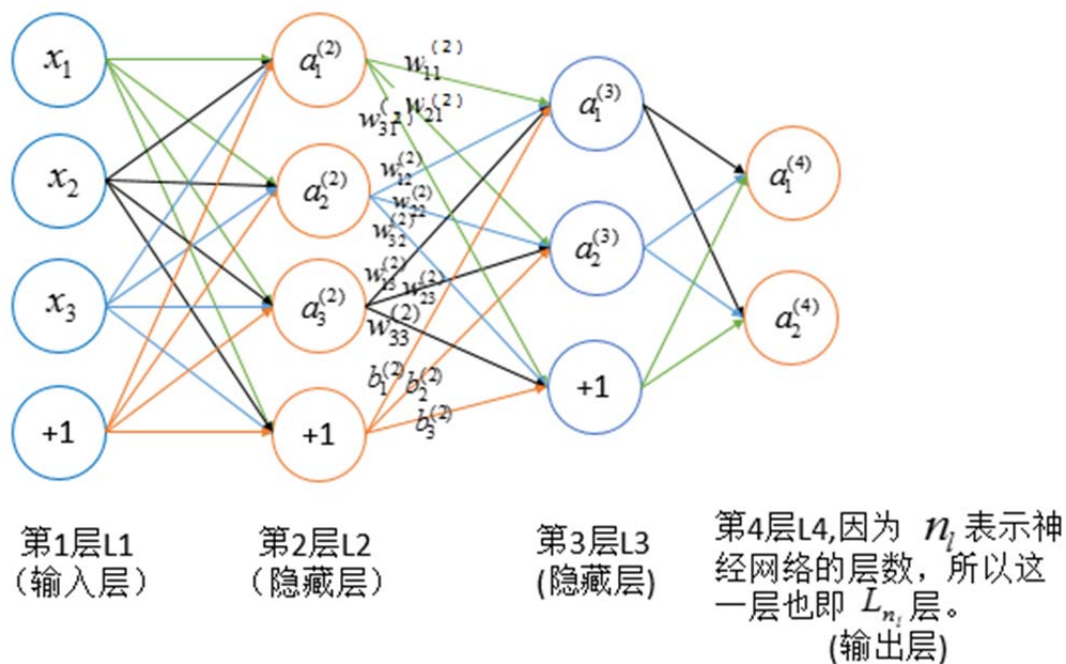 x₁
x₂
x₃
+1
a₁⁽²⁾
a₂⁽²⁾
a₃⁽²⁾
+1
w₁₁⁽²⁾
w₂₁⁽²⁾
w₃₁⁽²⁾
w₁₂⁽²⁾
w₂₂⁽²⁾
w₃₂⁽²⁾
w₁₃⁽²⁾
w₂₃⁽²⁾
w₃₃⁽²⁾
b₁⁽²⁾
b₂⁽²⁾
b₃⁽²⁾
a₁⁽³⁾
a₂⁽³⁾
+1
a₁⁽⁴⁾
a₂⁽⁴⁾
第1层L1
（输入层）
第2层L2
（隐藏层）
第3层L3
(隐藏层)
第4层L4,因为 nₗ 表示神
经网络的层数，所以这
一层也即 L_{nₗ} 层。
(输出层)